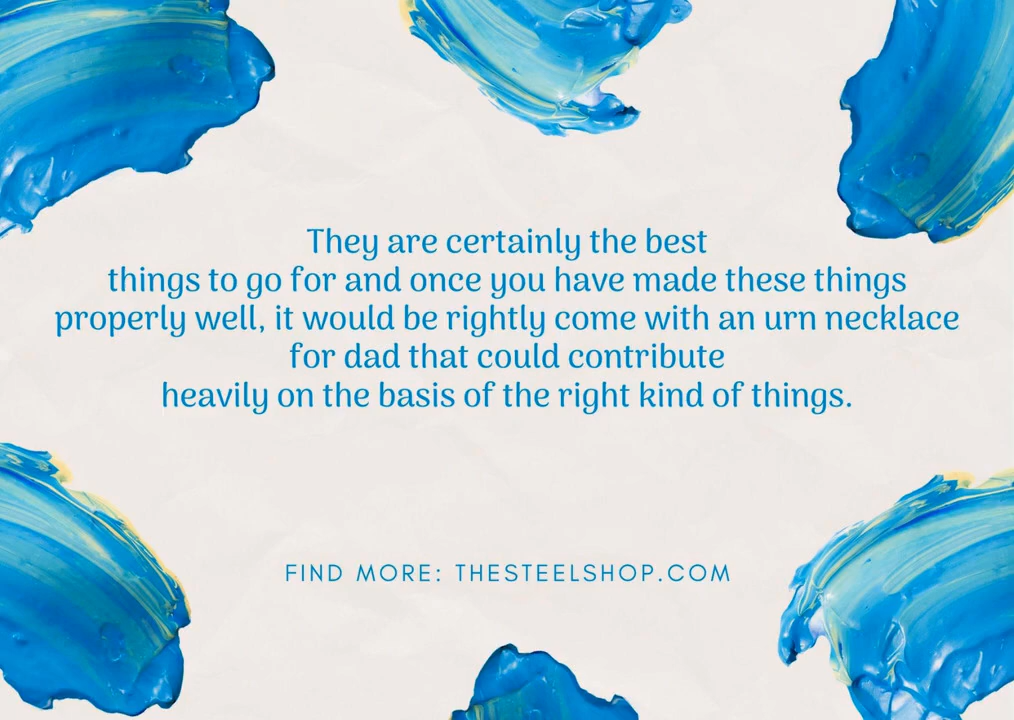 They are certainly the best
things to go for and once you have made these things
properly well, it would be rightly come with an urn necklace
for dad that could contribute
heavily on the basis of the right kind of things.
FIND MORE: THESTEELSHOP.COM